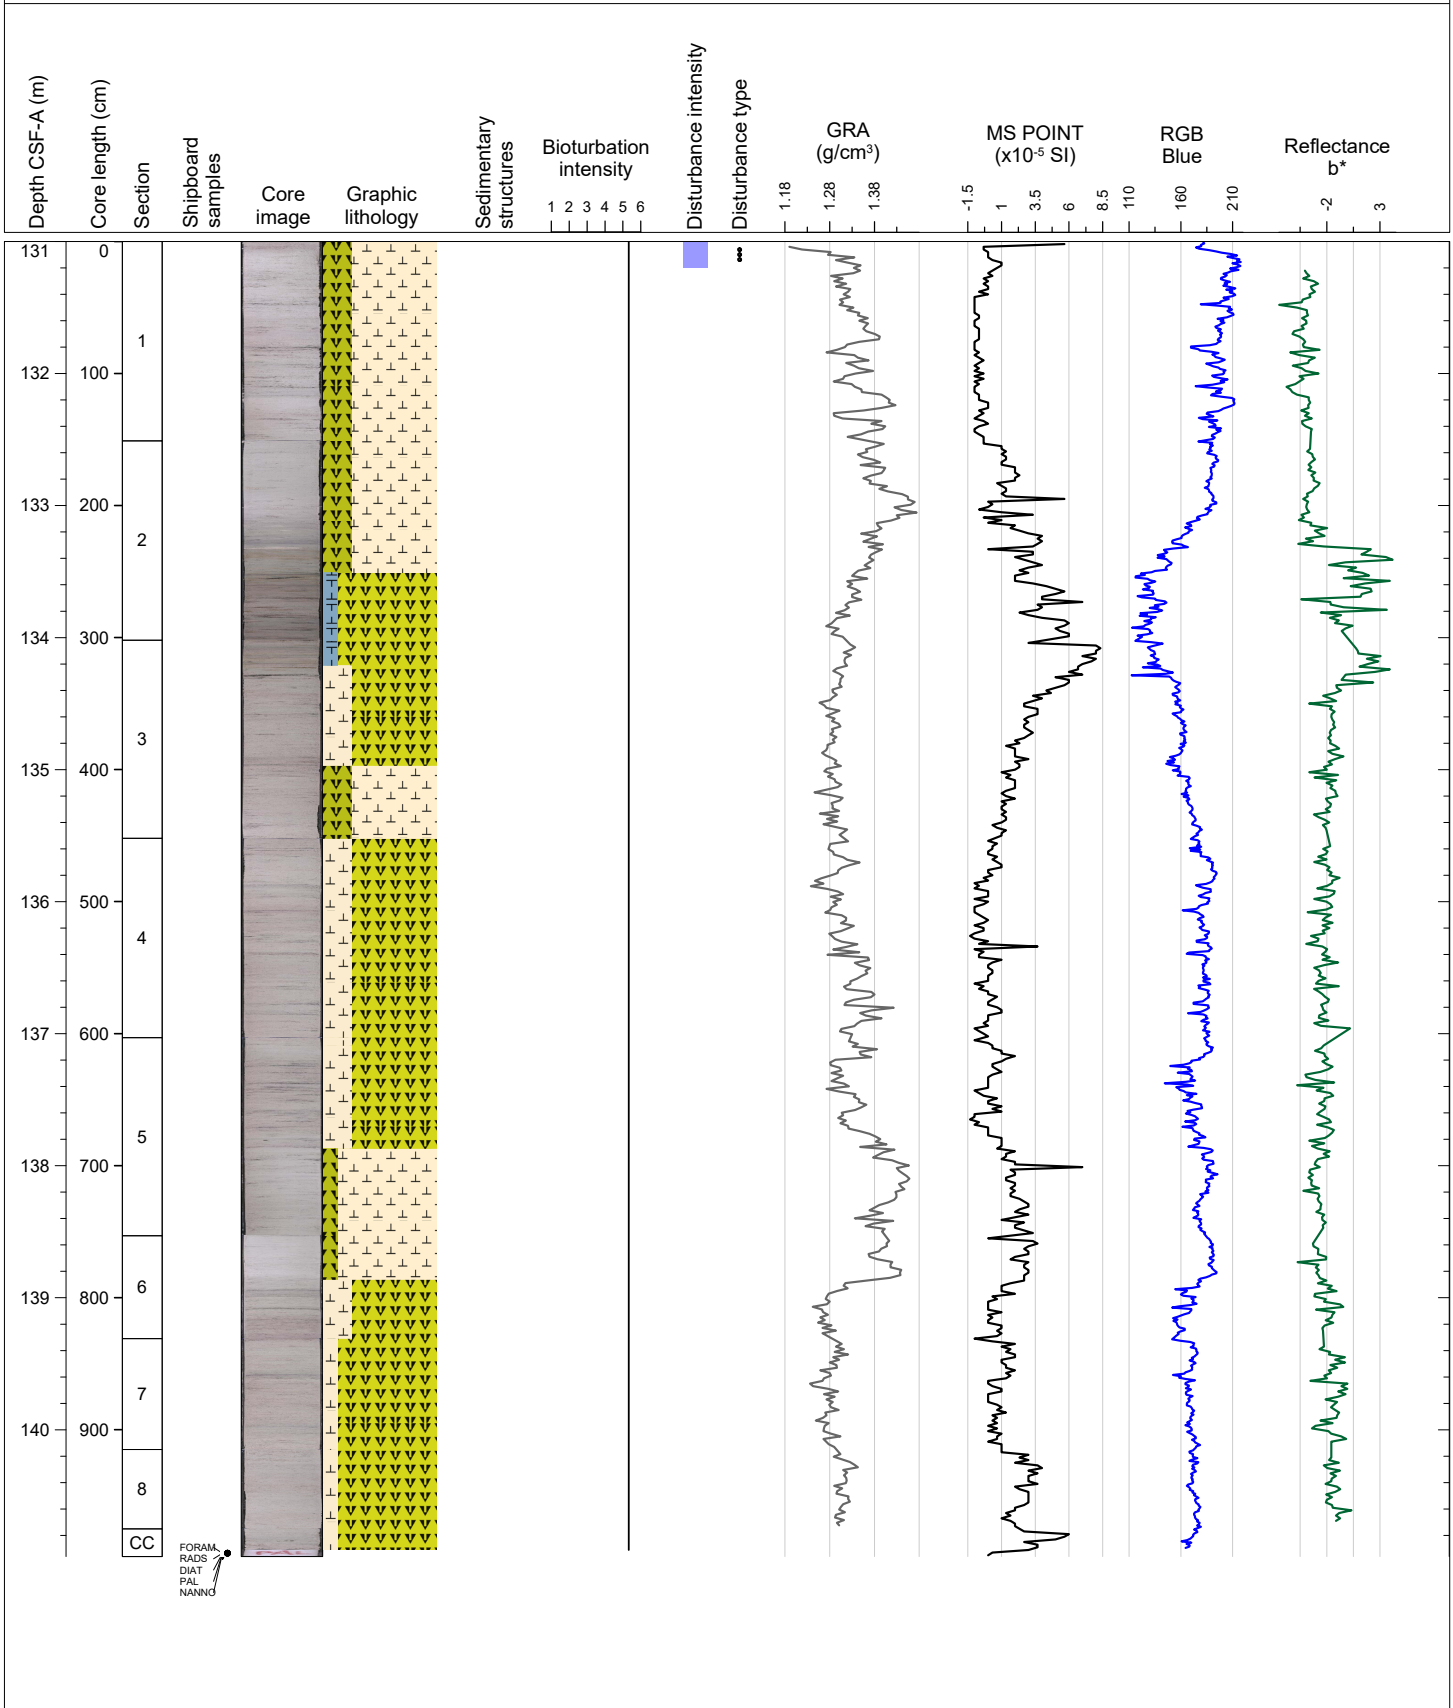 Depth CSF-A (m)
Core length (cm)
Section
Shipboard
samples
Core
image
Graphic
lithology
Sedimentary
structures
Bioturbation
intensity
1 2 3 4 5 6
Disturbance intensity
Disturbance type
GRA
(g/cm³)
1.18 1.28 1.38
MS POINT
(x10⁻⁵ SI)
-1.5 1 3.5 6 8.5
RGB
Blue
110 160 210
Reflectance
b*
-2 3
131 0
1
132 100
133 200
2
134 300
3
135 400
136 500
4
137 600
5
138 700
6
139 800
7
140 900
8
CC
FORAM
RADS
DIAT
PAL
NANNO
PAL